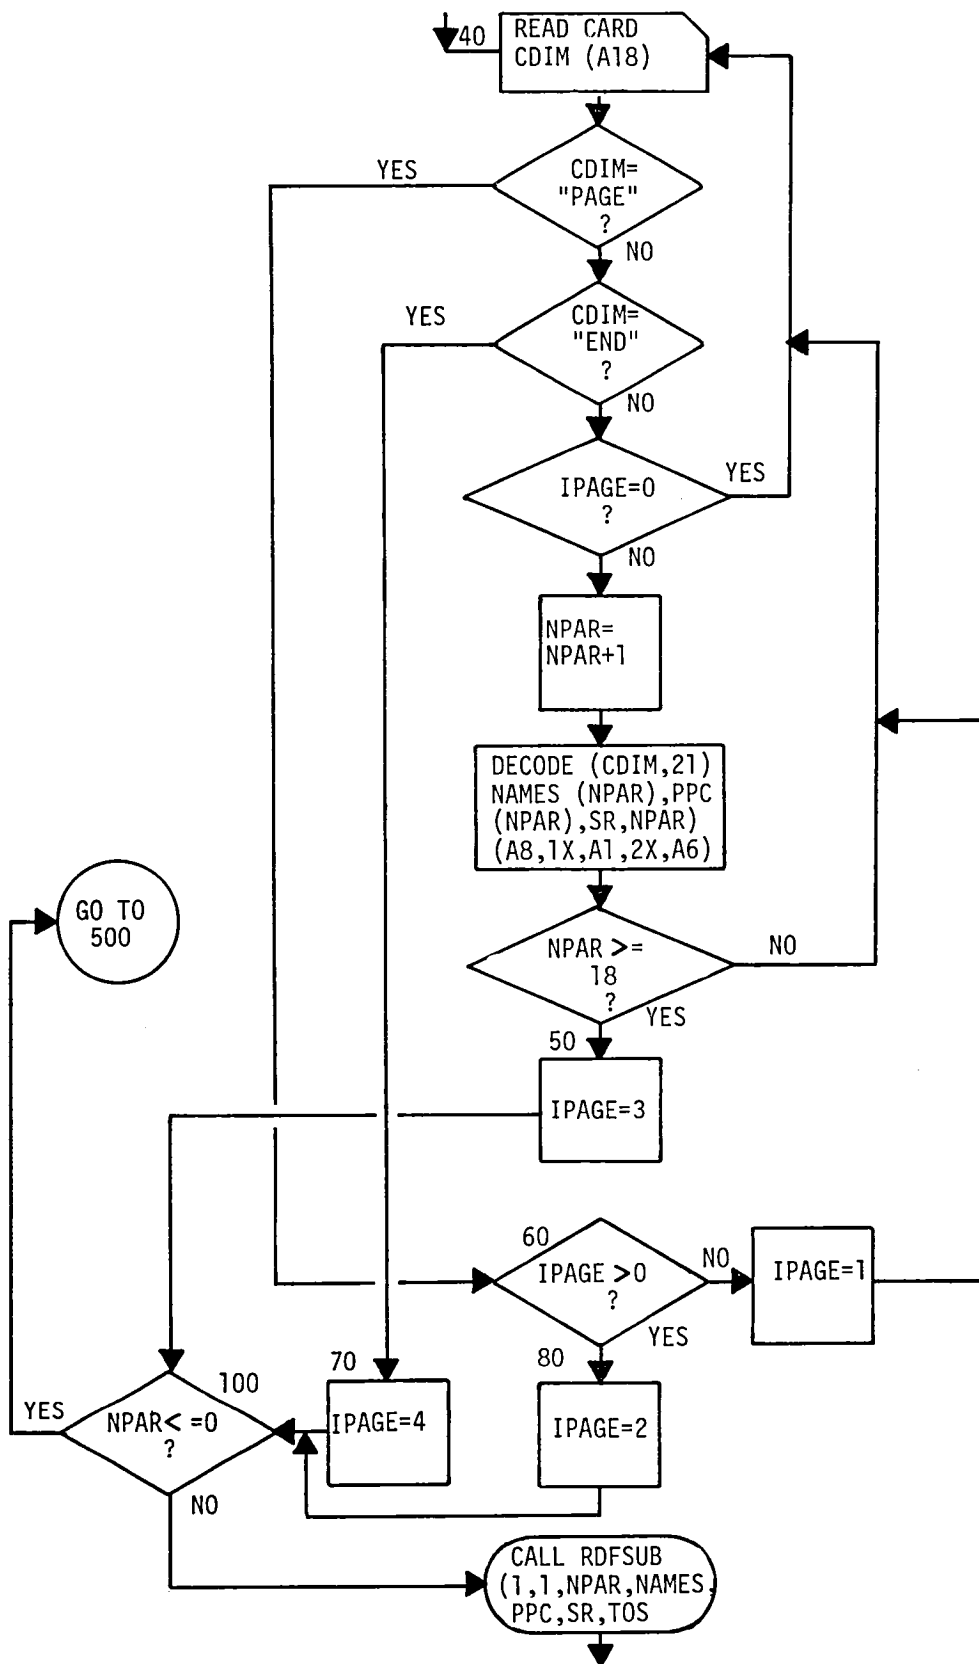 40
READ CARD
CDIM (A18)
YES
CDIM=
"PAGE"
?
NO
YES
CDIM=
"END"
?
NO
IPAGE=0
?
YES
NO
NPAR=
NPAR+1
DECODE (CDIM,21)
NAMES (NPAR),PPC
(NPAR),SR,NPAR)
(A8,1X,A1,2X,A6)
GO TO
500
NPAR >=
18
?
NO
YES
50
IPAGE=3
60
IPAGE >0
?
NO
IPAGE=1
YES
80
IPAGE=2
70
IPAGE=4
100
YES
NPAR< =0
?
NO
CALL RDFSUB
(1,1,NPAR,NAMES,
PPC,SR,TOS